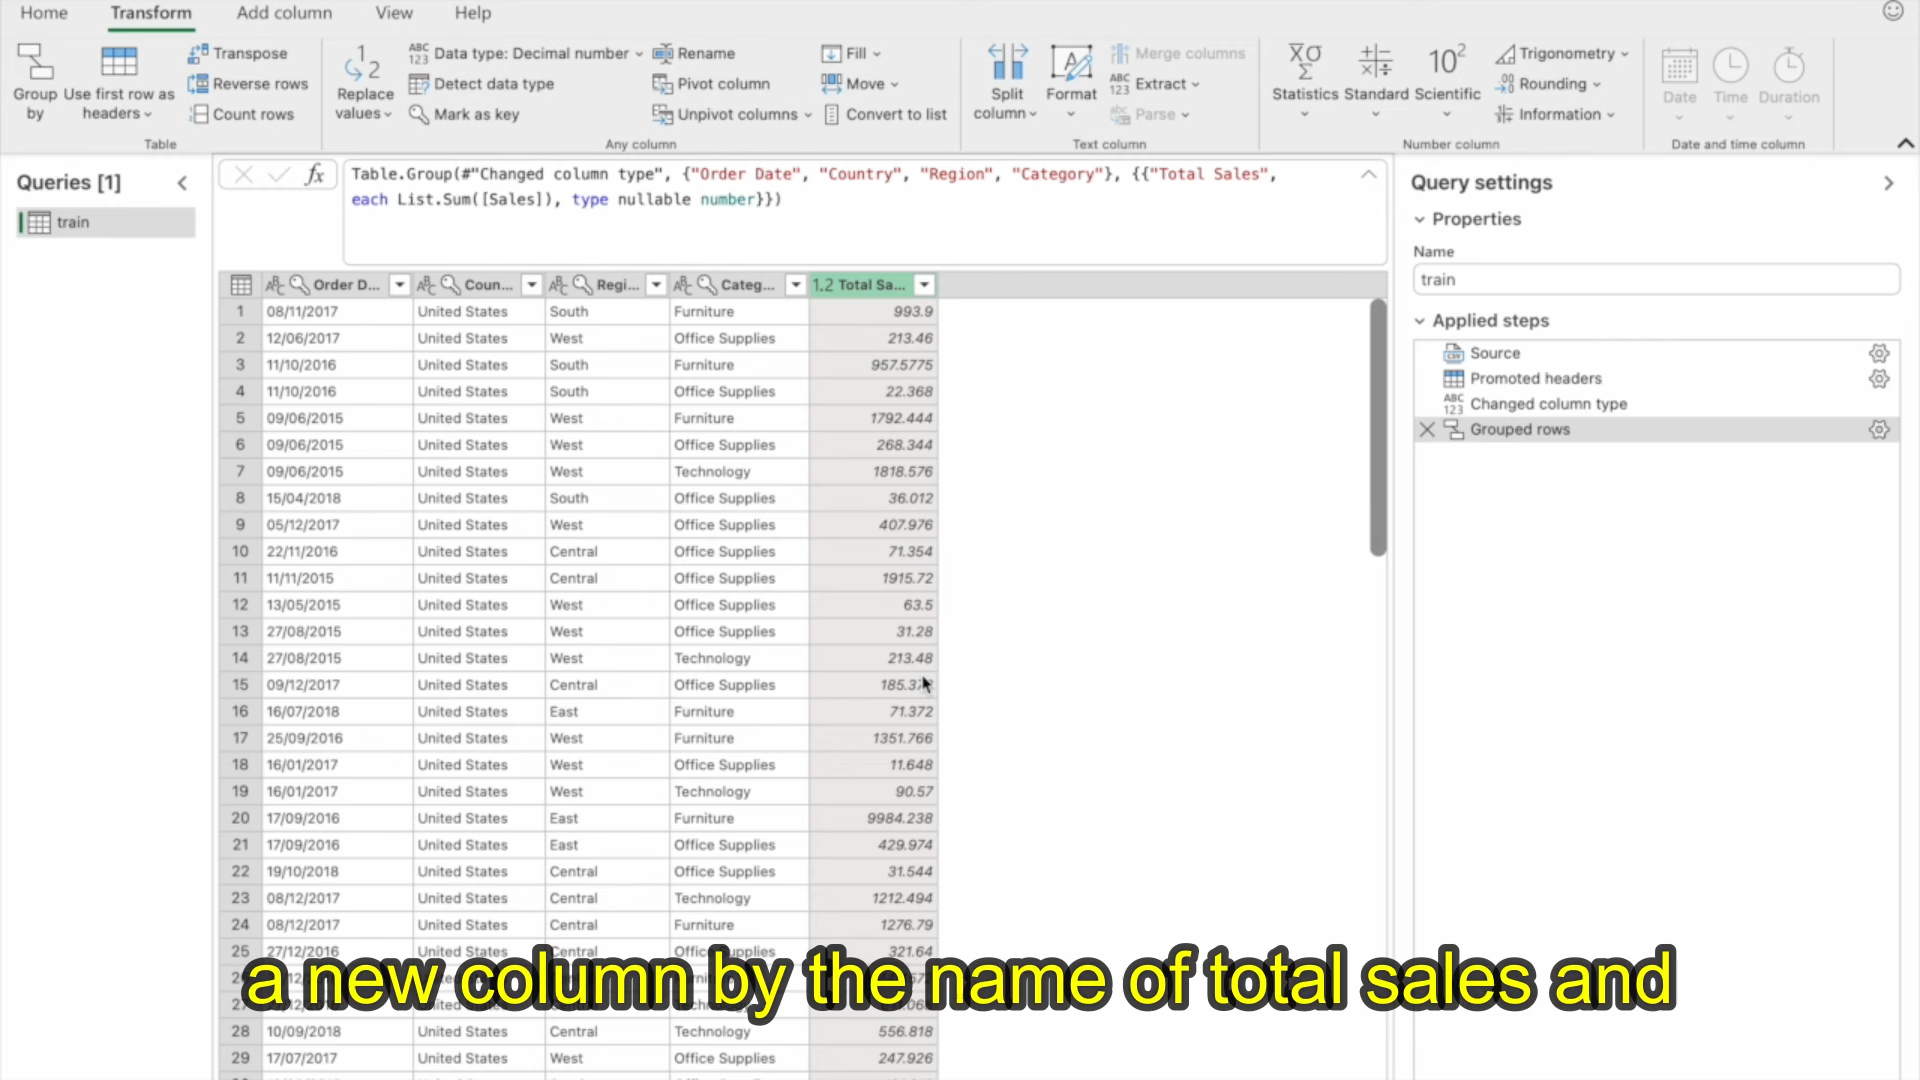 Home Transform Add column View Help
Group by
Use first row as headers
Transpose
Reverse rows
Count rows
Table
Replace values
Data type: Decimal number
Detect data type
Mark as key
Rename
Pivot column
Unpivot columns
Fill
Move
Convert to list
Any column
Split column
Format
Merge columns
Extract
Parse
Text column
Statistics
Standard
Scientific
Trigonometry
Rounding
Information
Number column
Date
Time
Duration
Date and time column
Queries [1]
train
fx
Table.Group(#"Changed column type", {"Order Date", "Country", "Region", "Category"}, {{"Total Sales",
each List.Sum([Sales]), type nullable number}})
Order D... Coun... Regi... Categ... 1.2 Total Sa...
1 08/11/2017 United States South Furniture 993.9
2 12/06/2017 United States West Office Supplies 213.46
3 11/10/2016 United States South Furniture 957.5775
4 11/10/2016 United States South Office Supplies 22.368
5 09/06/2015 United States West Furniture 1792.444
6 09/06/2015 United States West Office Supplies 268.344
7 09/06/2015 United States West Technology 1818.576
8 15/04/2018 United States South Office Supplies 36.012
9 05/12/2017 United States West Office Supplies 407.976
10 22/11/2016 United States Central Office Supplies 71.354
11 11/11/2015 United States Central Office Supplies 1915.72
12 13/05/2015 United States West Office Supplies 63.5
13 27/08/2015 United States West Office Supplies 31.28
14 27/08/2015 United States West Technology 213.48
15 09/12/2017 United States Central Office Supplies
16 16/07/2018 United States East Furniture 71.372
17 25/09/2016 United States West Furniture 1351.766
18 16/01/2017 United States West Office Supplies 11.648
19 16/01/2017 United States West Technology 90.57
20 17/09/2016 United States East Furniture 9984.238
21 17/09/2016 United States East Office Supplies 429.974
22 19/10/2018 United States Central Office Supplies 31.544
23 08/12/2017 United States Central Technology 1212.494
24 08/12/2017 United States Central Furniture 1276.79
25 27/12/2016 United States Central Office Supplies 321.64
28 10/09/2018 United States Central Technology 556.818
29 17/07/2017 United States West Office Supplies 247.926
a new column by the name of total sales and
Query settings
Properties
Name
train
Applied steps
Source
Promoted headers
Changed column type
Grouped rows